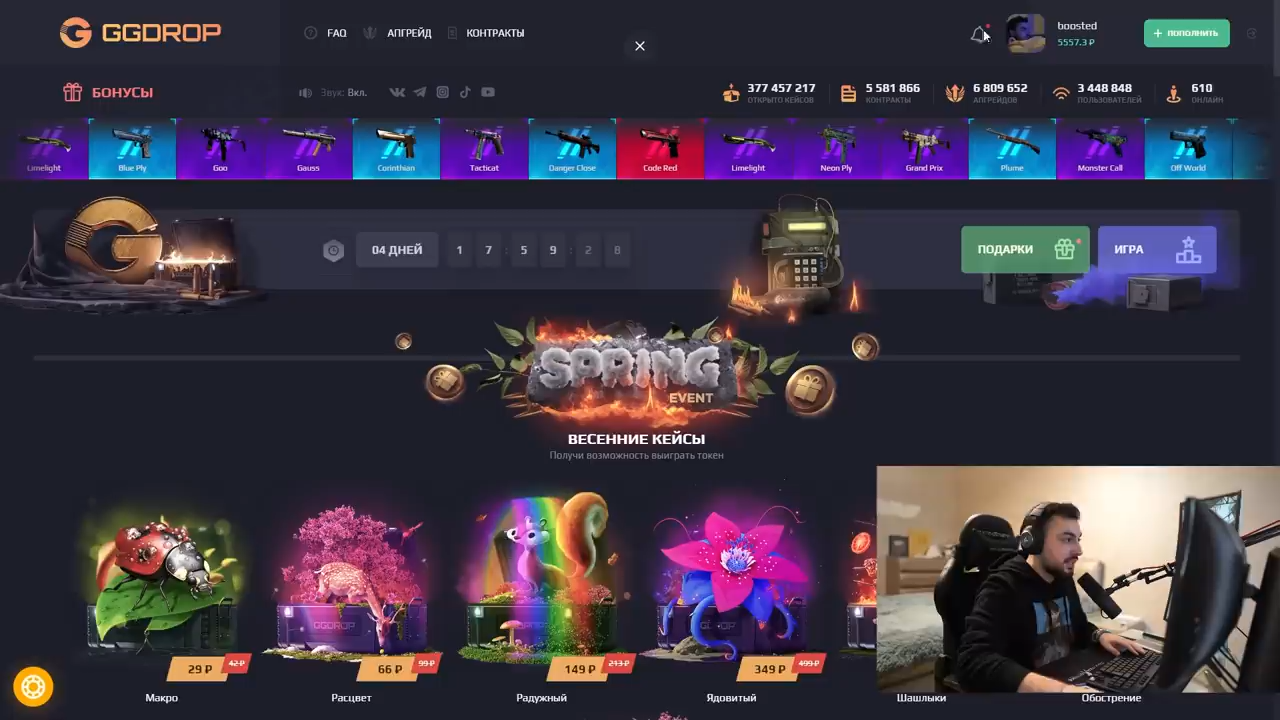 GGDROP
FAQ
АПГРЕЙД
КОНТРАКТЫ
boosted
5557.3 ₽
+ ПОПОЛНИТЬ
БОНУСЫ
Звук: Вкл.
377 457 217
ОТКРЫТО КЕЙСОВ
5 581 866
КОНТРАКТЫ
6 809 652
АПГРЕЙДОВ
3 448 848
ПОЛЬЗОВАТЕЛЕЙ
610
ОНЛАЙН
Limelight
Blue Ply
Goo
Gauss
Corinthian
Tacticat
Danger Close
Code Red
Limelight
Neon Ply
Grand Prix
Plume
Monster Call
Off World
04 ДНЕЙ
1 7 : 5 9 : 2 8
ПОДАРКИ
ИГРА
SPRING
EVENT
ВЕСЕННИЕ КЕЙСЫ
Получи возможность выиграть токен
GGDROP
29 ₽
42 ₽
66 ₽
99 ₽
149 ₽
213 ₽
349 ₽
499 ₽
Макро
Расцвет
Радужный
Ядовитый
Шашлыки
Обострение